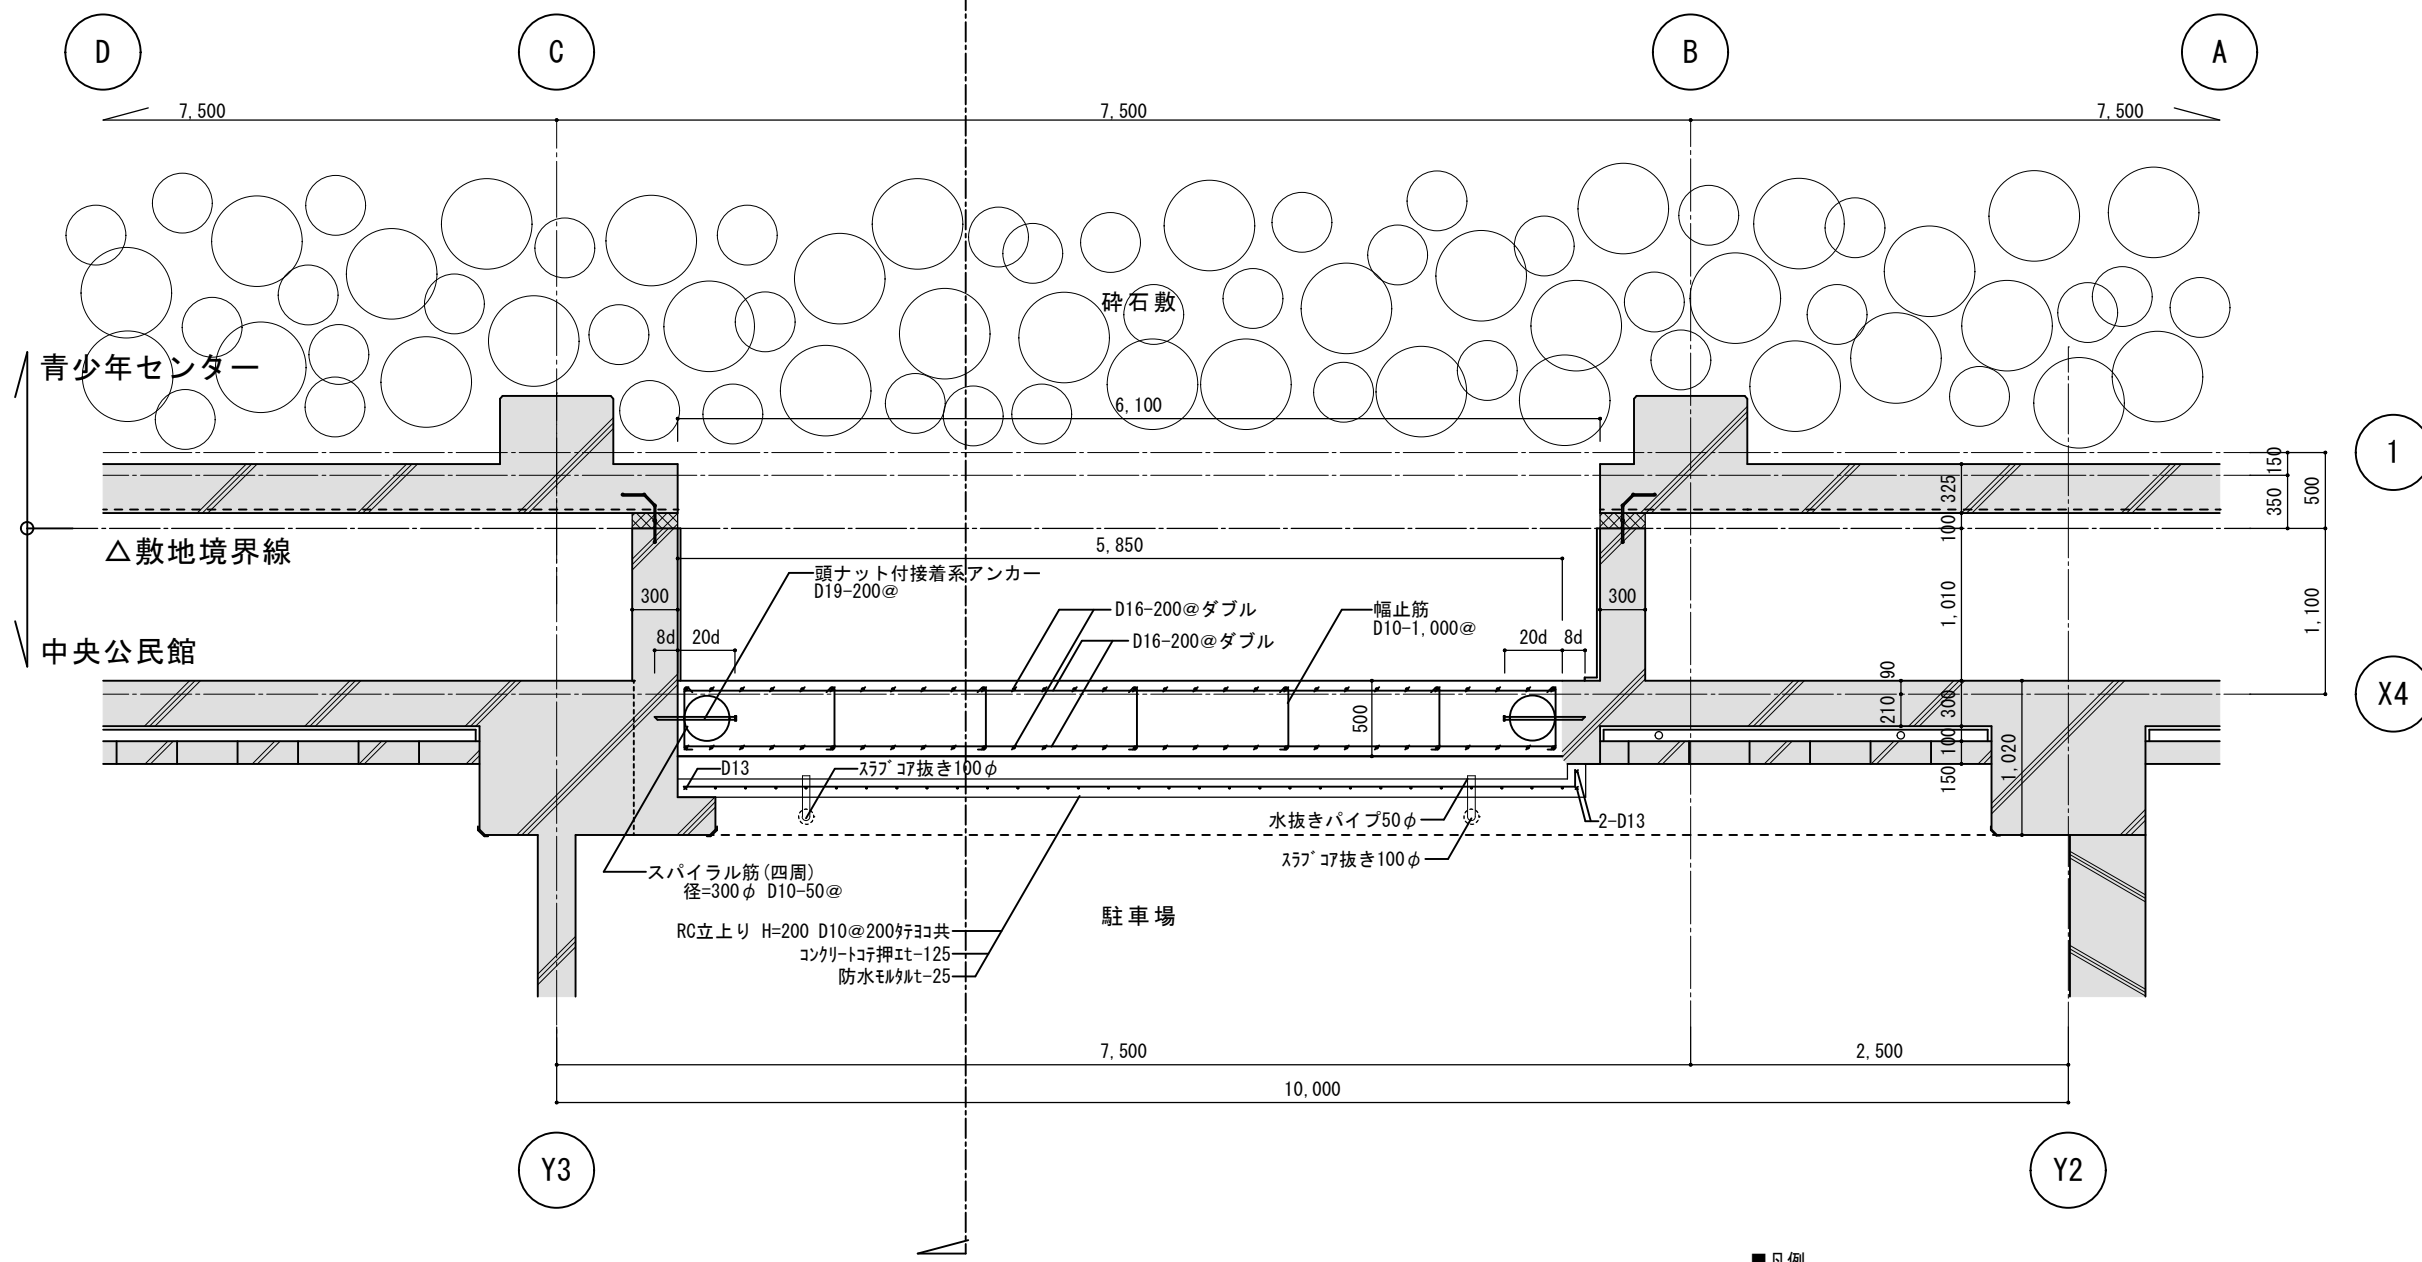 D
C
B
A
7,500
7,500
7,500
砕石敷
青少年センター
6,100
1
150
325
350
500
△敷地境界線
100
5,850
頭ナット付接着系アンカー
D19-200@
300
D16-200@ダブル
幅止筋
D10-1,000@
300
1,010
1,100
中央公民館
8d
20d
D16-200@ダブル
20d
8d
90
X4
500
210
300
D13
スラブコア抜き100φ
100
1,020
150
水抜きパイプ50φ
2-D13
スラブコア抜き100φ
スパイラル筋(四周)
径=300φ D10-50@
駐車場
RC立上り H=200 D10@200タテヨコ共
コンクリートコテ押エt-125
防水モルタルt-25
7,500
2,500
10,000
Y3
Y2
■凡例